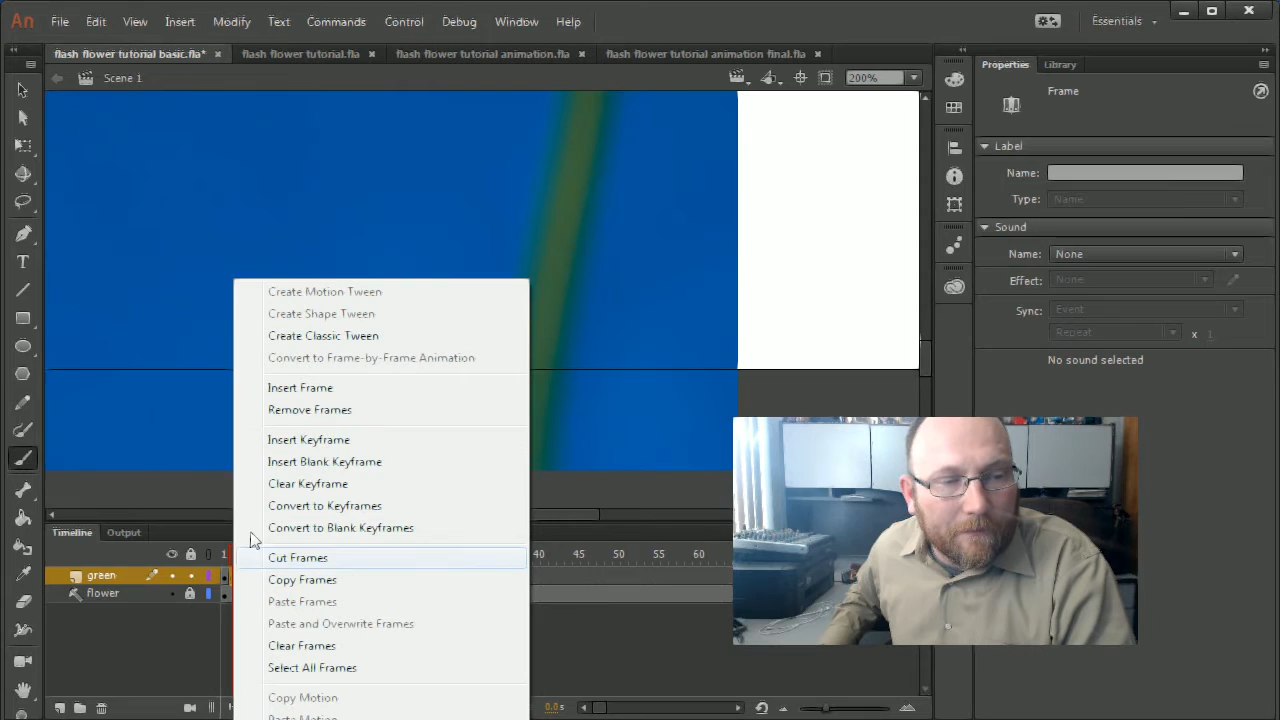 An File Edit View Insert Modify Text Commands Control Debug Window Help Essentials
flash flower tutorial basic.fla* × flash flower tutorial.fla × flash flower tutorial animation.fla × flash flower tutorial animation final.fla ×
Properties Library
Scene 1 200%
Frame
Label
Name:
Type: Name
Sound
Name: None
Effect: None
Sync: Event
Repeat x 1
No sound selected
Create Motion Tween
Create Shape Tween
Create Classic Tween
Convert to Frame-by-Frame Animation
Insert Frame
Remove Frames
Insert Keyframe
Insert Blank Keyframe
Clear Keyframe
Convert to Keyframes
Convert to Blank Keyframes
Cut Frames
Copy Frames
Paste Frames
Paste and Overwrite Frames
Clear Frames
Select All Frames
Copy Motion
Paste Motion
Timeline Output
1 40 45 50 55 60
green
flower
0.0s